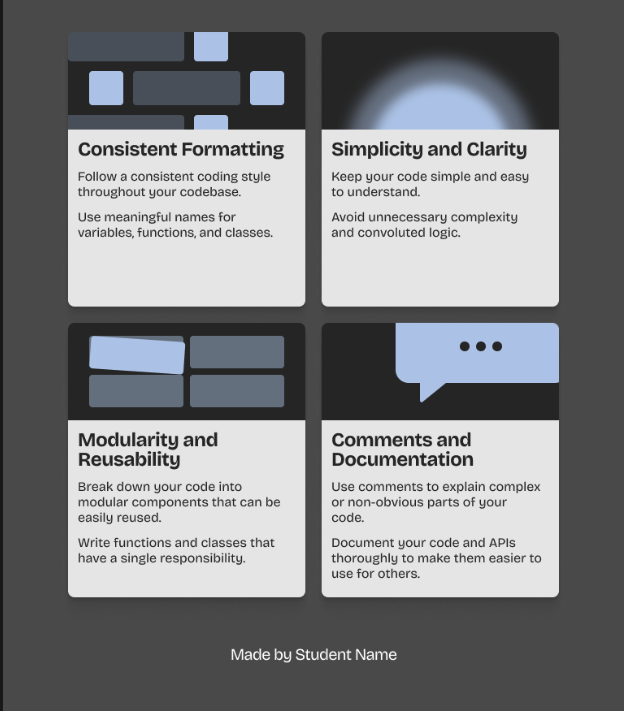 Consistent Formatting
Follow a consistent coding style
throughout your codebase.
Use meaningful names for
variables, functions, and classes.
Simplicity and Clarity
Keep your code simple and easy
to understand.
Avoid unnecessary complexity
and convoluted logic.
Modularity and
Reusability
Break down your code into
modular components that can be
easily reused.
Write functions and classes that
have a single responsibility.
Comments and
Documentation
Use comments to explain complex
or non-obvious parts of your
code.
Document your code and APIs
thoroughly to make them easier to
use for others.
Made by Student Name